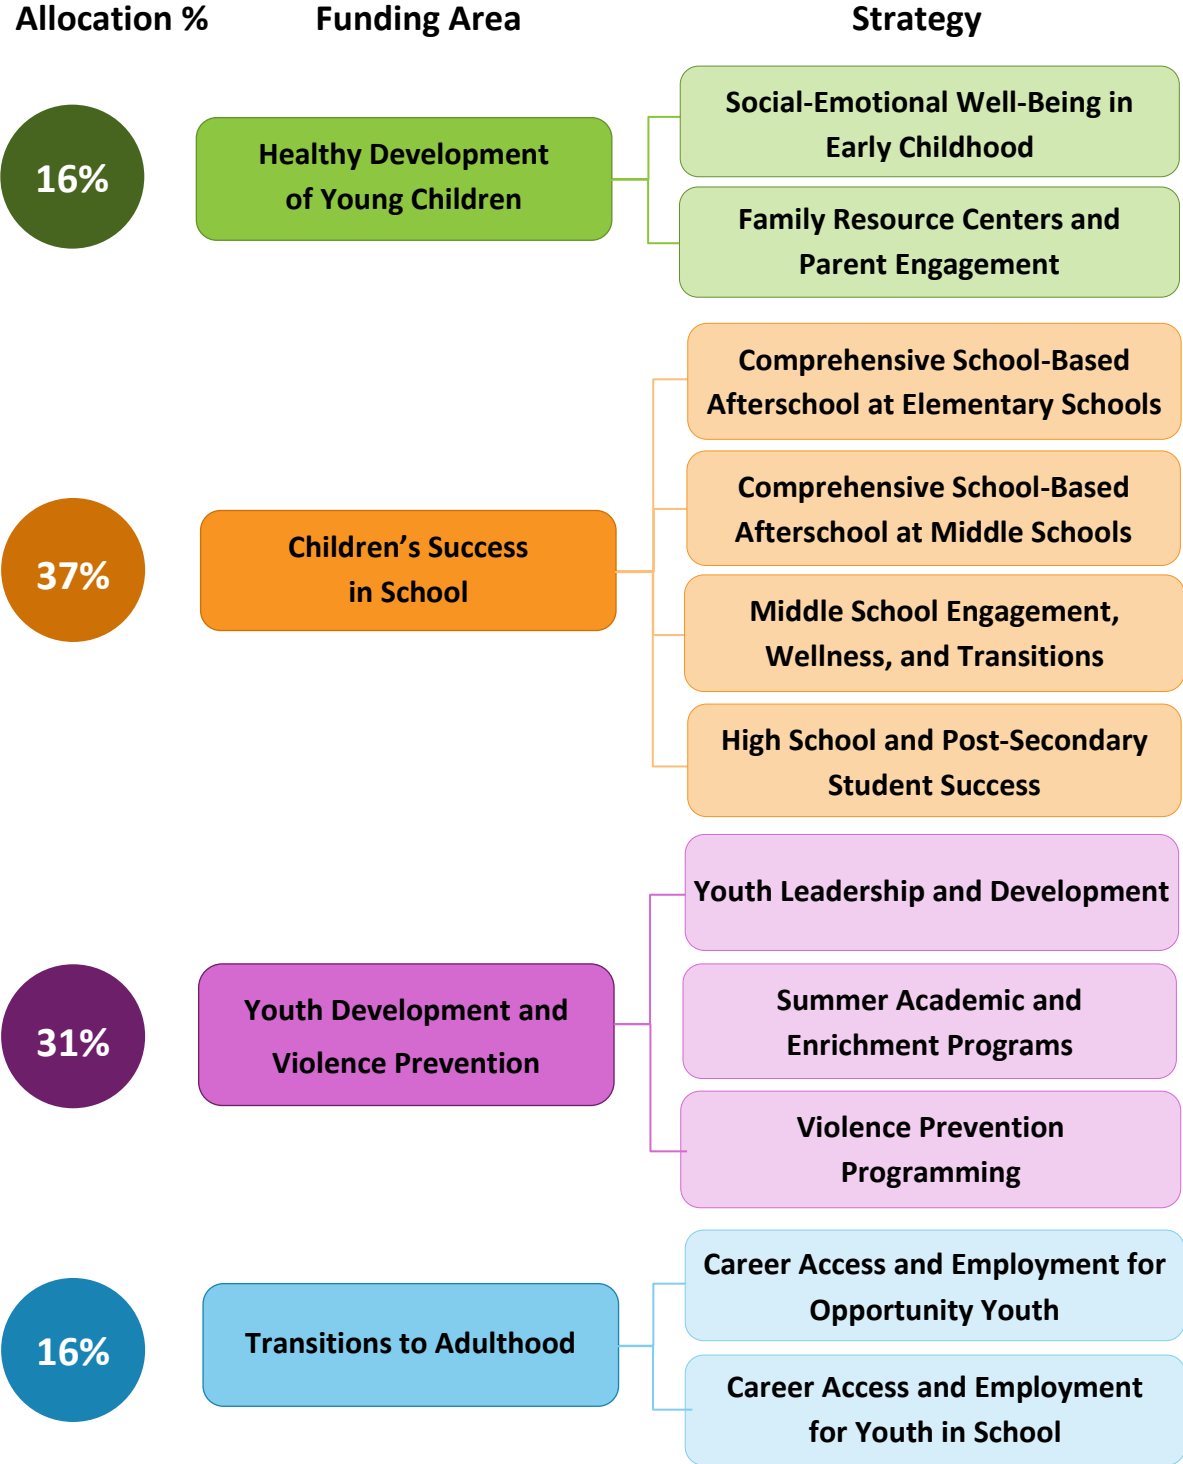 Allocation %
Funding Area
Strategy
16%
Healthy Development
of Young Children
Social-Emotional Well-Being in
Early Childhood
Family Resource Centers and
Parent Engagement
37%
Children’s Success
in School
Comprehensive School-Based
Afterschool at Elementary Schools
Comprehensive School-Based
Afterschool at Middle Schools
Middle School Engagement,
Wellness, and Transitions
High School and Post-Secondary
Student Success
31%
Youth Development and
Violence Prevention
Youth Leadership and Development
Summer Academic and
Enrichment Programs
Violence Prevention
Programming
16%
Transitions to Adulthood
Career Access and Employment for
Opportunity Youth
Career Access and Employment
for Youth in School